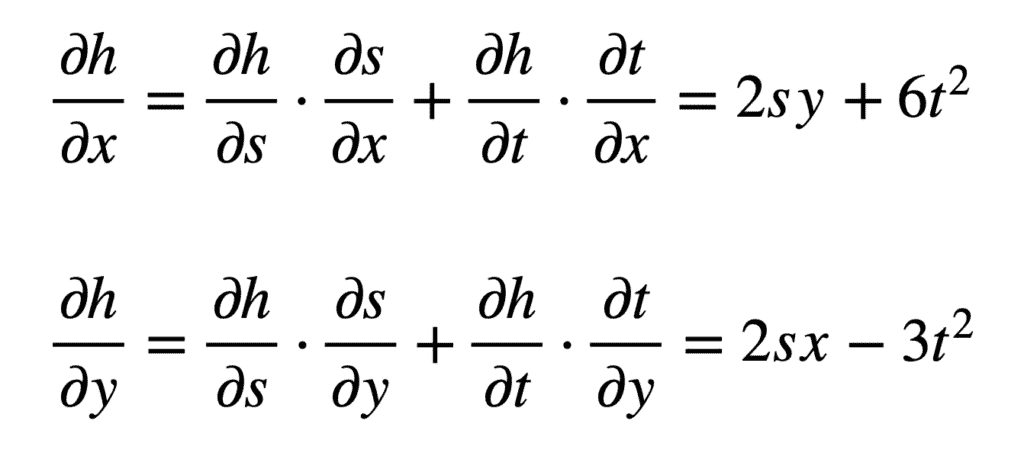 ∂h/∂x = ∂h/∂s · ∂s/∂x + ∂h/∂t · ∂t/∂x = 2sy + 6t²
∂h/∂y = ∂h/∂s · ∂s/∂y + ∂h/∂t · ∂t/∂y = 2sx − 3t²